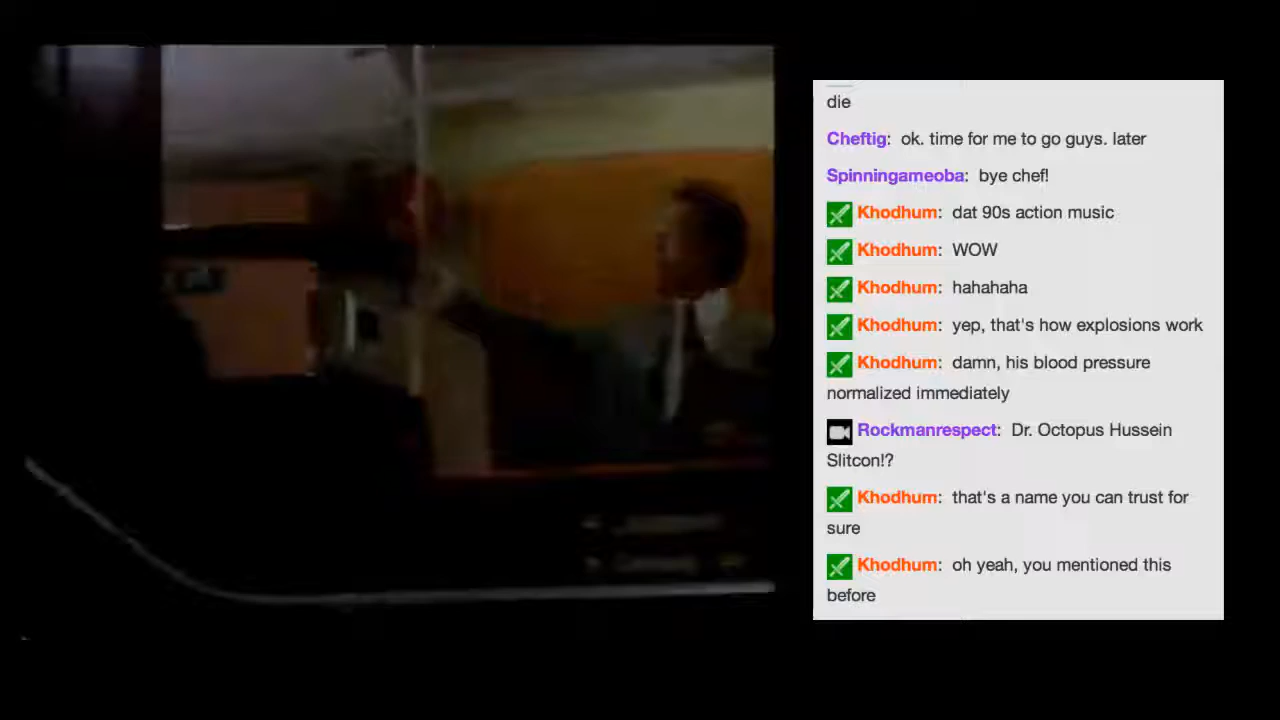 die
Cheftig: ok. time for me to go guys. later
Spinningameoba: bye chef!
Khodhum: dat 90s action music
Khodhum: WOW
Khodhum: hahahaha
Khodhum: yep, that's how explosions work
Khodhum: damn, his blood pressure
normalized immediately
Rockmanrespect: Dr. Octopus Hussein
Slitcon!?
Khodhum: that's a name you can trust for
sure
Khodhum: oh yeah, you mentioned this
before